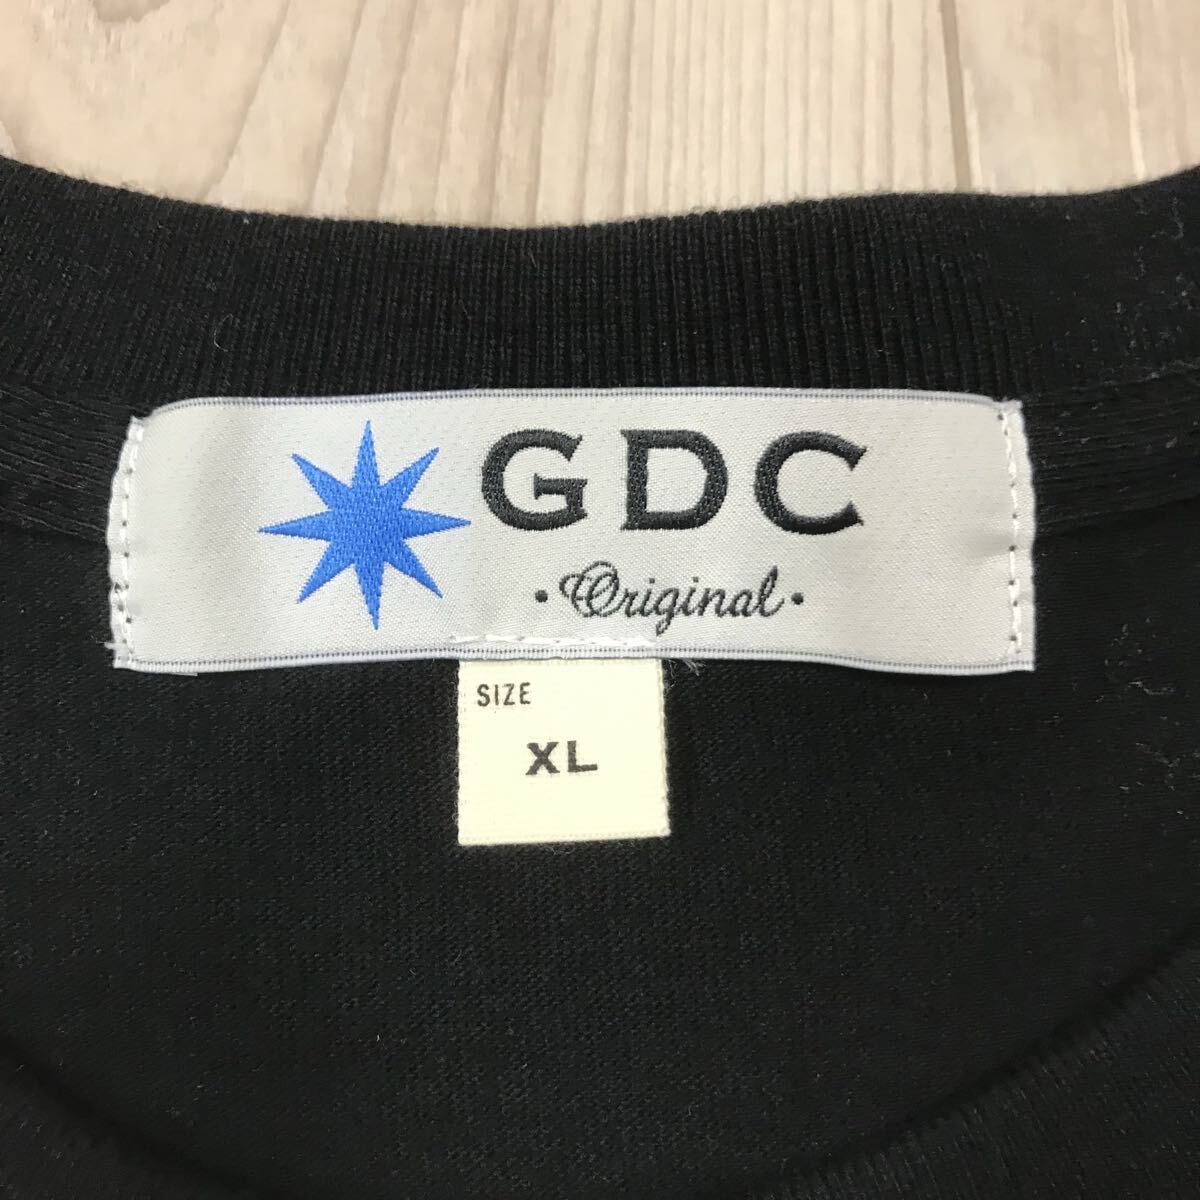 GDC
• Original •
SIZE
XL